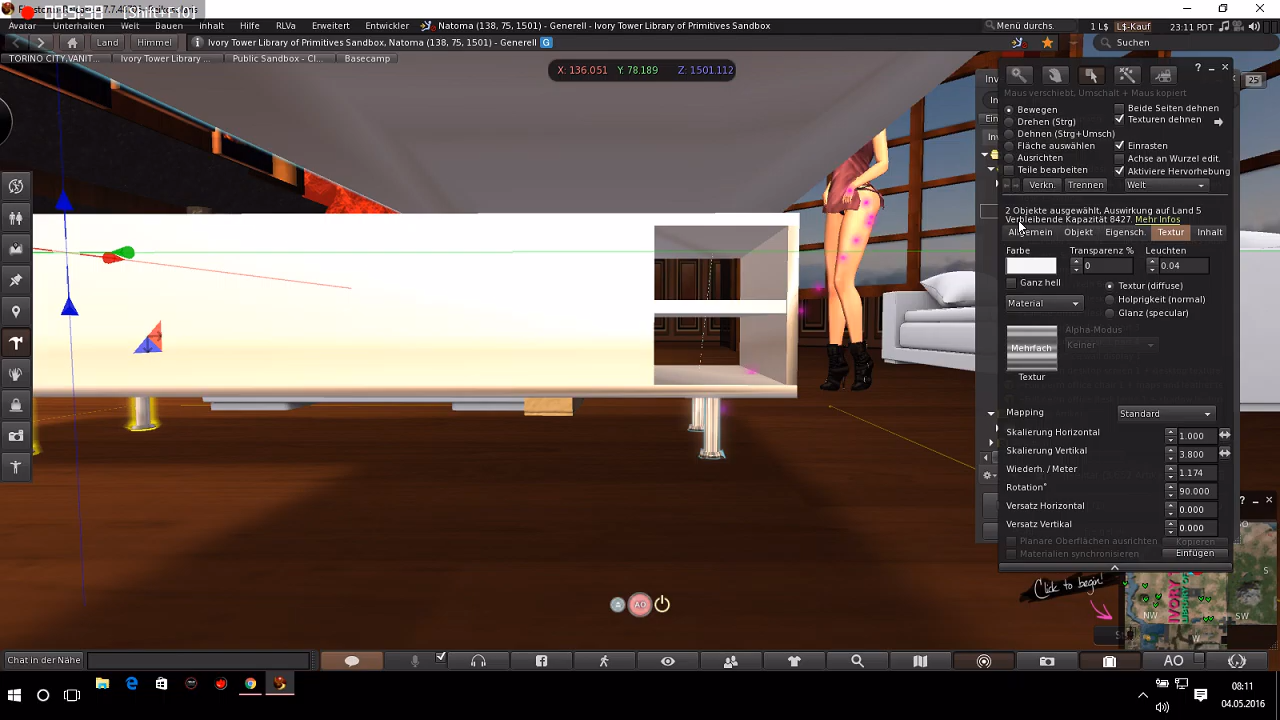 [Shift+F10]
Avatar Unterhalten Welt Bauen Inhalt Hilfe RLVa Erweitert Entwickler Natoma (138, 75, 1501) - Generell - Ivory Tower Library of Primitives Sandbox Menü durchs. 1 L$ L$-Kauf 23:11 PDT
Land Himmel Ivory Tower Library of Primitives Sandbox, Natoma (138, 75, 1501) - Generell G Suchen
TORINO CITY.VANIT... Ivory Tower Library ... Public Sandbox - Cl... Basecamp
X: 136.051 Y: 78.189 Z: 1501.112
25
Maus verschiebt, Umschalt + Maus kopiert
Bewegen
Drehen (Strg)
Dehnen (Strg+Umsch)
Fläche auswählen
Ausrichten
Teile bearbeiten
Beide Seiten dehnen
Texturen dehnen
Einrasten
Achse an Wurzel edit.
Aktiviere Hervorhebung
Verkn. Trennen Welt
2 Objekte ausgewählt, Auswirkung auf Land 5
Verbleibende Kapazität 8427. Mehr Infos
Allgemein Objekt Eigensch. Textur Inhalt
Farbe Transparenz % Leuchten
0 0.04
Ganz hell
Textur (diffuse)
Material
Holprigkeit (normal)
Glanz (specular)
Alpha-Modus
Mehrfach Keiner
Textur
Mapping Standard
Skalierung Horizontal 1.000
Skalierung Vertikal 3.800
Wiederh. / Meter 1.174
Rotation° 90.000
Versatz Horizontal 0.000
Versatz Vertikal 0.000
Planare Oberflächen ausrichten Kopieren
Materialien synchronisieren Einfügen
Click to begin!
IVORY
NW
S
SW
W
AO
Chat in der Nähe
AO
08:11
04.05.2016